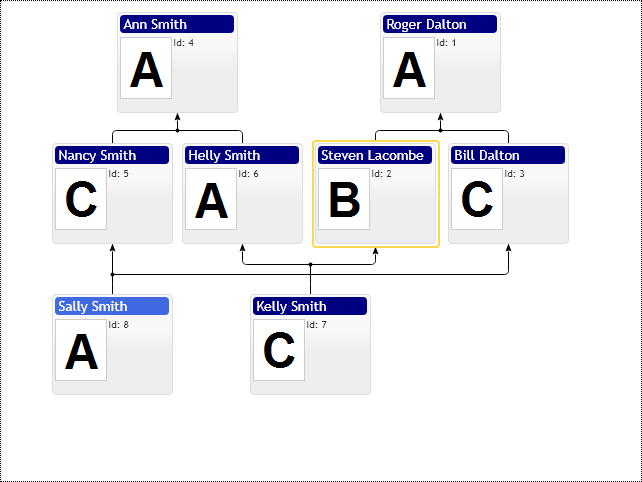 Ann Smith
Id: 4
A
Roger Dalton
Id: 1
A
Nancy Smith
Id: 5
C
Helly Smith
Id: 6
A
Steven Lacombe
Id: 2
B
Bill Dalton
Id: 3
C
Sally Smith
Id: 8
A
Kelly Smith
Id: 7
C